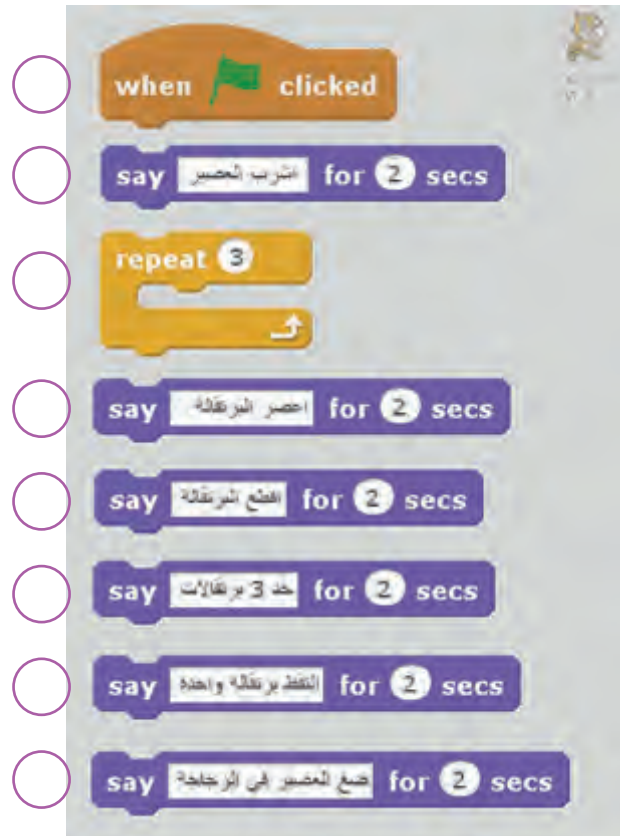 when clicked
say اشرب العصير for 2 secs
repeat 3
say اعصر البرتقالة for 2 secs
say اقطع البرتقالة for 2 secs
say خذ 3 برتقالات for 2 secs
say التقط برتقالة واحدة for 2 secs
say ضع العصير في الزجاجة for 2 secs